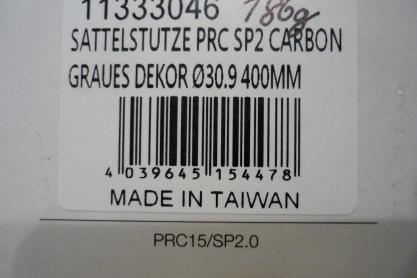 11333046 186g
SATTELSTUTZE PRC SP2 CARBON
GRAUES DEKOR Ø30.9 400MM
4 039645 154478
MADE IN TAIWAN
PRC15/SP2.0